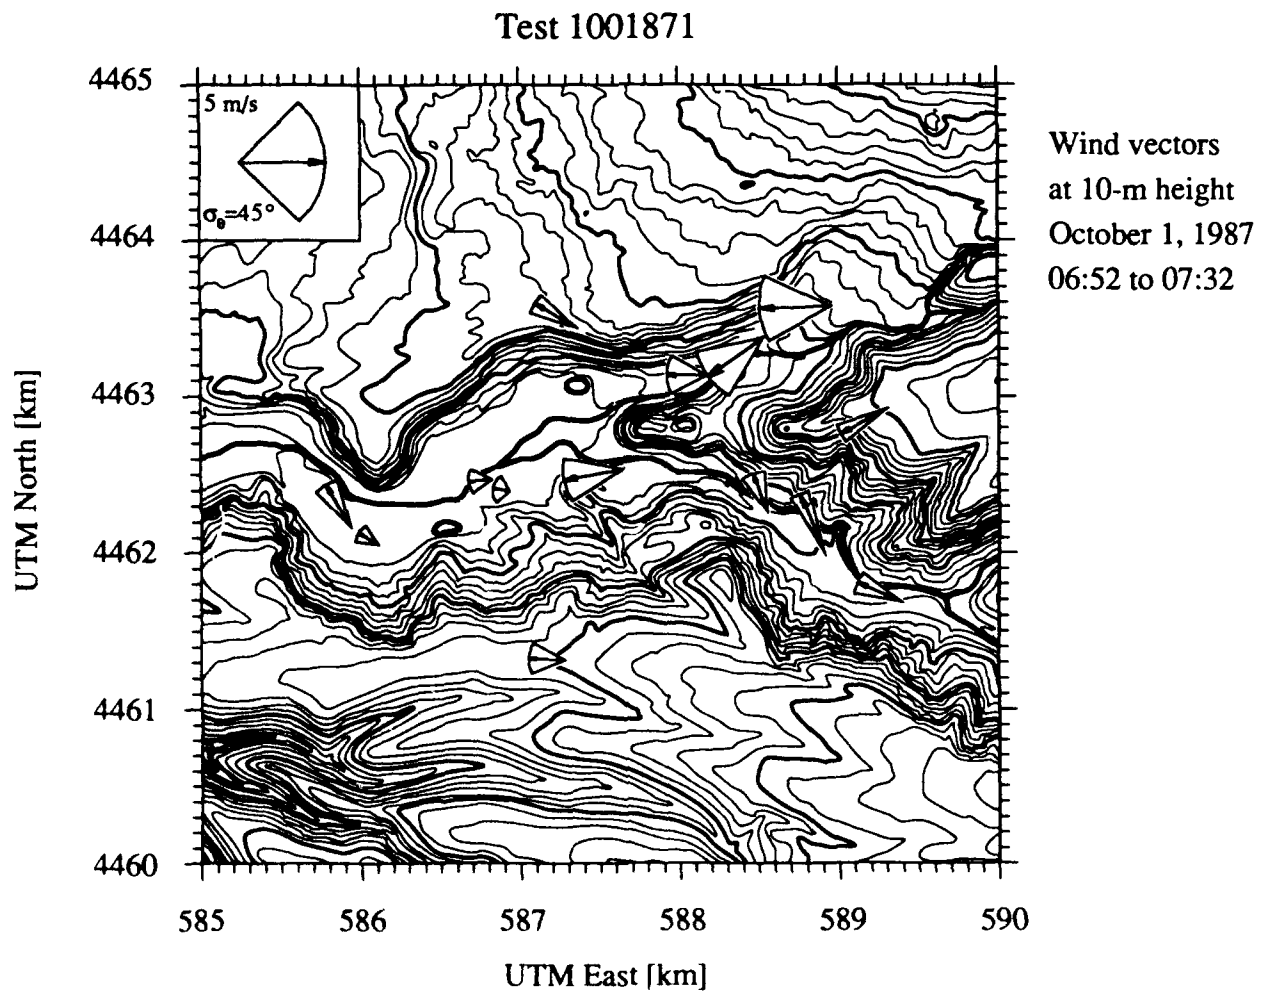 Test 1001871
4465
4464
4463
4462
4461
4460
UTM North [km]
5 m/s
σθ=45°
Wind vectors
at 10-m height
October 1, 1987
06:52 to 07:32
585 586 587 588 589 590
UTM East [km]